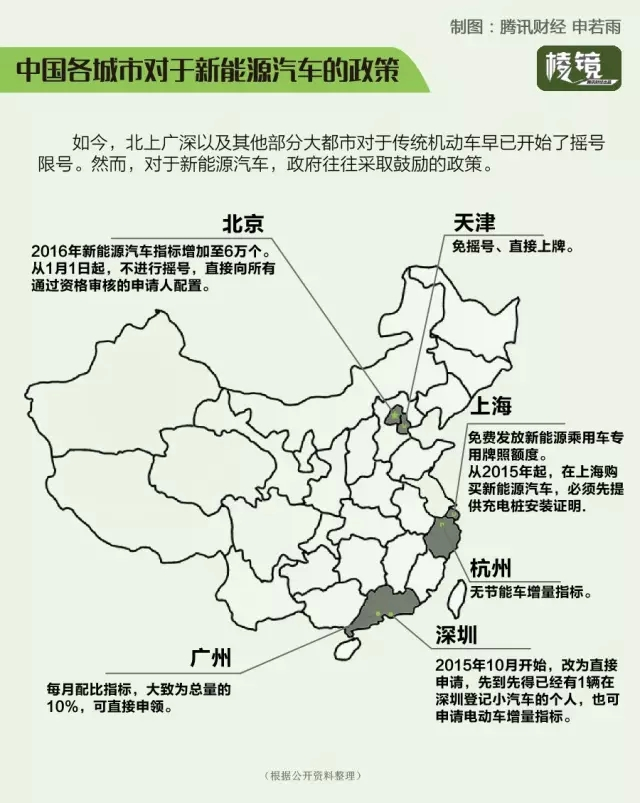 制图：腾讯财经 申若雨
中国各城市对于新能源汽车的政策
棱镜
如今，北上广深以及其他部分大都市对于传统机动车早已开始了摇号
限号。然而，对于新能源汽车，政府往往采取鼓励的政策。
北京
2016年新能源汽车指标增加至6万个。
从1月1日起，不进行摇号，直接向所有
通过资格审核的申请人配置。
天津
免摇号、直接上牌。
上海
免费发放新能源乘用车专
用牌照额度。
从2015年起，在上海购
买新能源汽车，必须先提
供充电桩安装证明.
杭州
无节能车增量指标。
深圳
2015年10月开始，改为直接
申请，先到先得已经有1辆在
深圳登记小汽车的个人，也可
申请电动车增量指标。
广州
每月配比指标，大致为总量的
10%，可直接申领。
（根据公开资料整理）